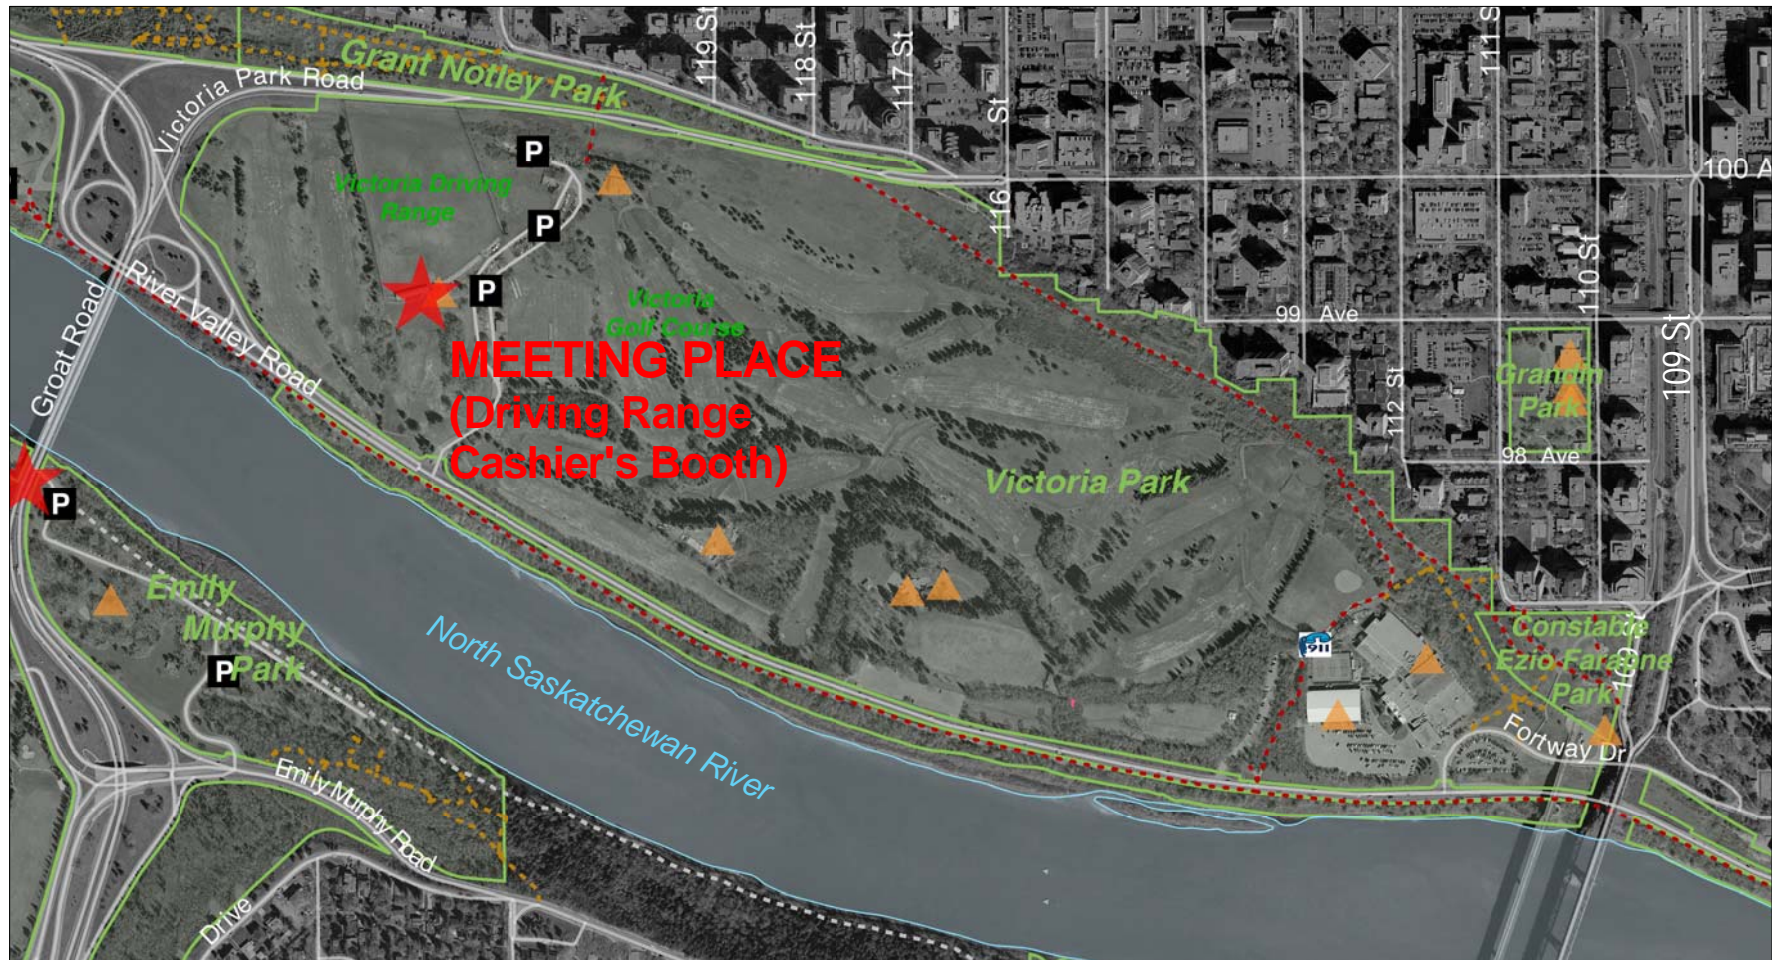 Grant Notley Park
Victoria Park Road
119 St
118 St
117 St
116
St
111 S
100 A
P
Victoria Driving
Range
P
P
Victoria
Golf Course
MEETING PLACE
(Driving Range
Cashier's Booth)
River Valley Road
Groat Road
99 Ave
110 St
109 St
112 St
Grandin
Park
98 Ave
Victoria Park
P
Emily
Murphy
Park
P
North Saskatchewan River
911
Constable
Ezio Faraone
Park
109 St
Fortway Dr
Emily Murphy Road
Drive